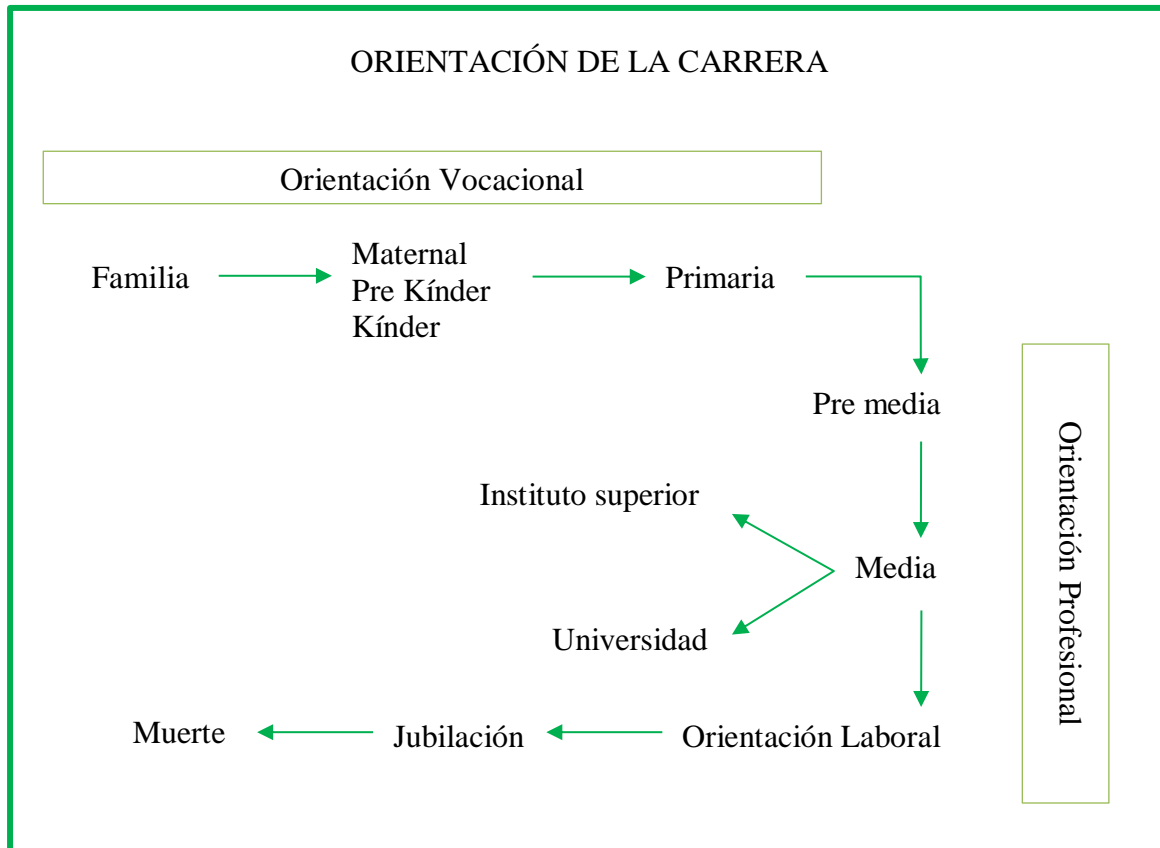 ORIENTACIÓN DE LA CARRERA
Orientación Vocacional
Familia
Maternal
Pre Kínder
Kínder
Primaria
Pre media
Orientación Profesional
Instituto superior
Media
Universidad
Muerte
Jubilación
Orientación Laboral